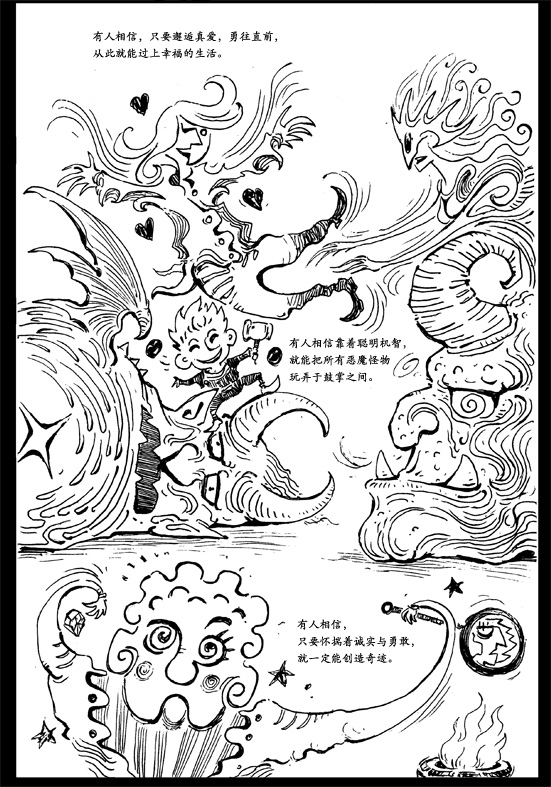 有人相信，只要邂逅真爱，勇往直前，
从此就能过上幸福的生活。
有人相信靠着聪明机智，
就能把所有恶魔怪物
玩弄于鼓掌之间。
有人相信，
只要怀揣着诚实与勇敢，
就一定能创造奇迹。